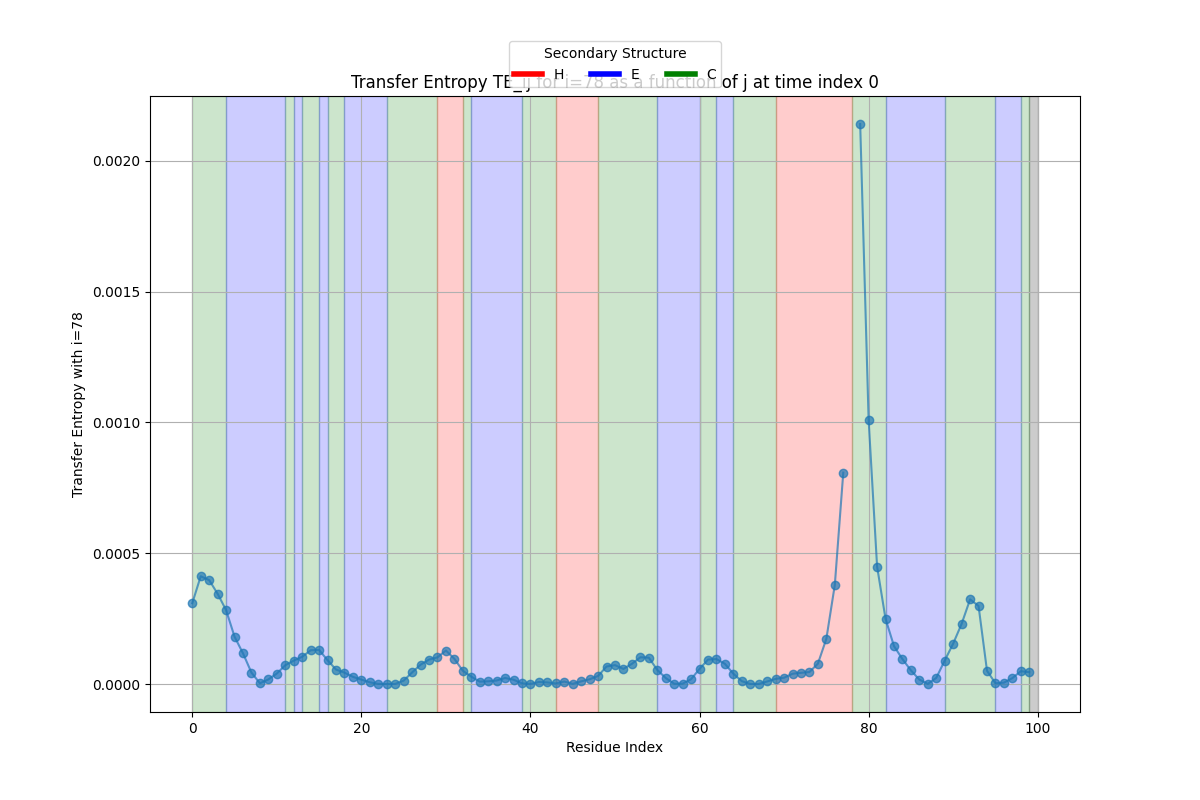 Secondary Structure
H E C
Transfer Entropy TE_ij for i=78 as a function of j at time index 0
Transfer Entropy with i=78
0.0020
0.0015
0.0010
0.0005
0.0000
0 20 40 60 80 100
Residue Index